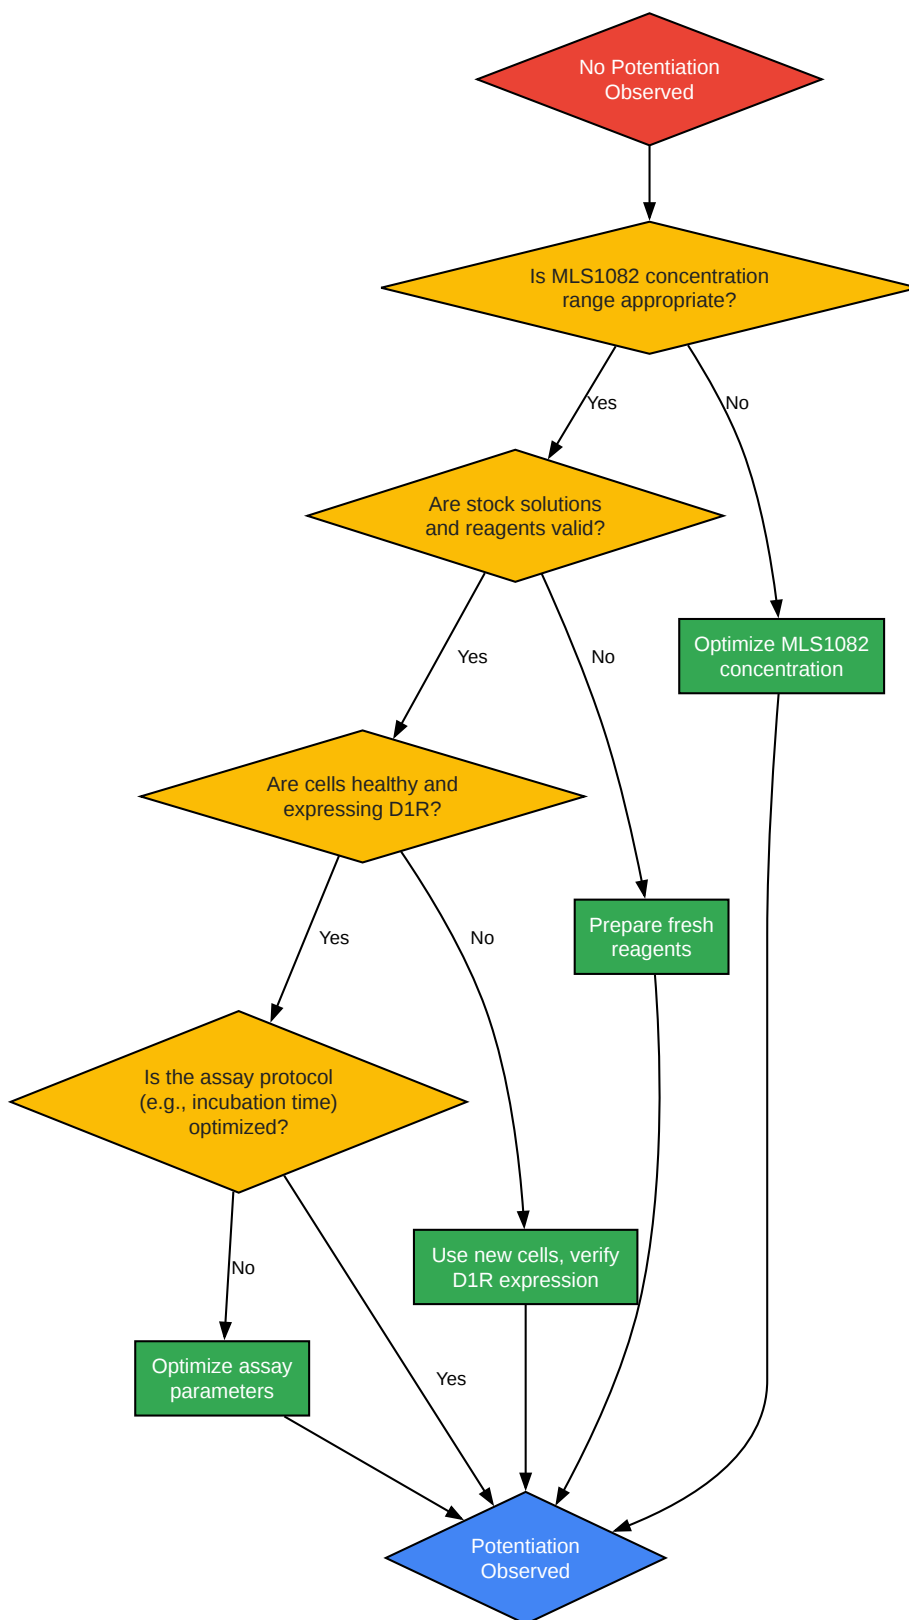 No Potentiation
Observed
Is MLS1082 concentration
range appropriate?
Yes
No
Are stock solutions
and reagents valid?
Optimize MLS1082
concentration
Yes
No
Are cells healthy and
expressing D1R?
Prepare fresh
reagents
Yes
No
Is the assay protocol
(e.g., incubation time)
optimized?
Use new cells, verify
D1R expression
No
Optimize assay
parameters
Yes
Potentiation
Observed